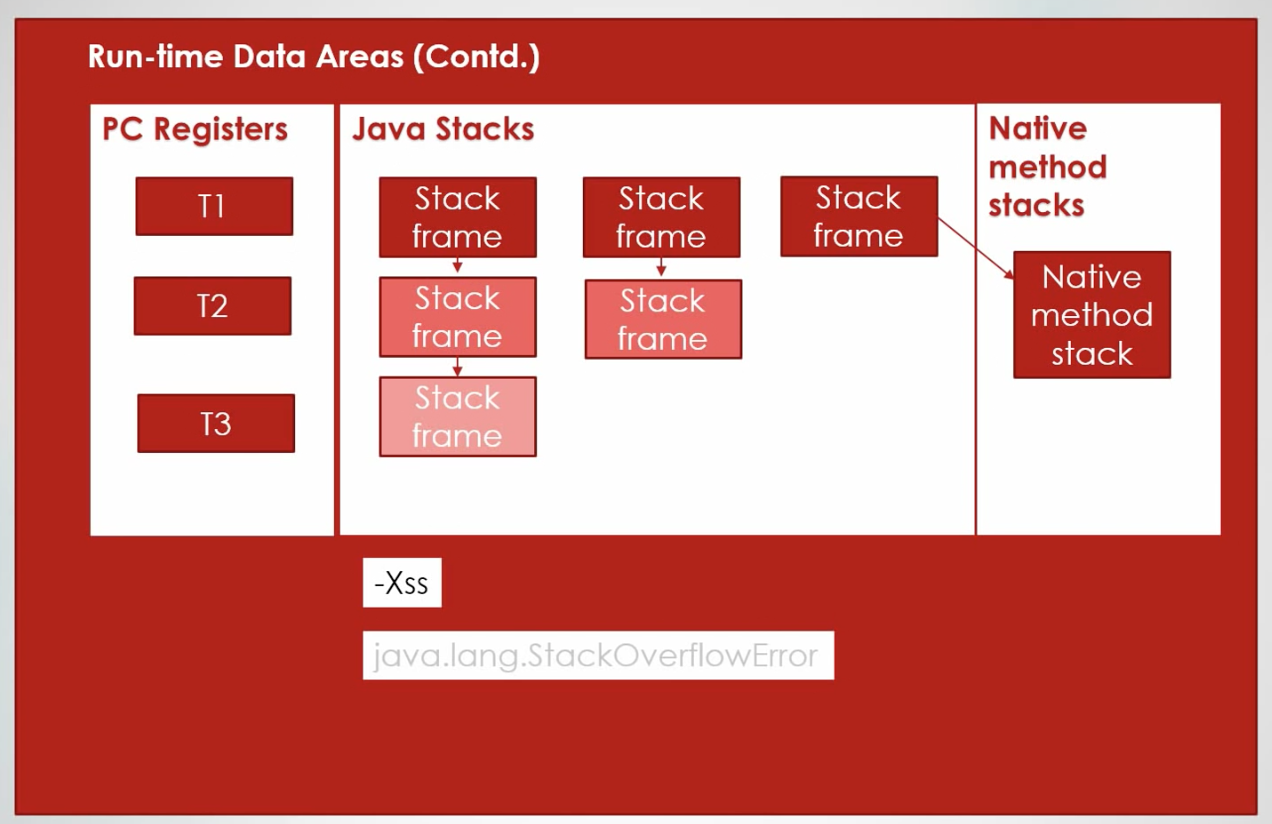 Run-time Data Areas (Contd.)
PC Registers
T1
T2
T3
Java Stacks
Stack
frame
Stack
frame
Stack
frame
Stack
frame
Stack
frame
Stack
frame
Native
method
stacks
Native
method
stack
-Xss
java.lang.StackOverflowError